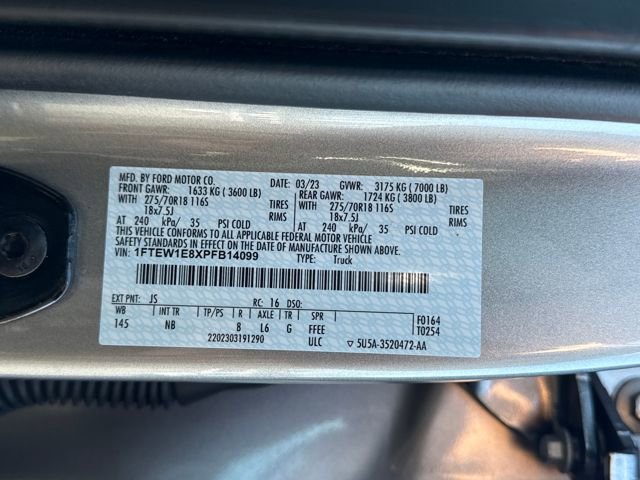 MFD. BY FORD MOTOR CO.
DATE: 03/23 GVWR: 3175 KG ( 7000 LB)
FRONT GAWR: 1633 KG ( 3600 LB) REAR GAWR: 1724 KG ( 3800 LB)
WITH 275/70R18 116S TIRES WITH 275/70R18 116S TIRES
18x7.5J RIMS 18x7.5J RIMS
AT 240 kPa/ 35 PSI COLD AT 240 kPa/ 35 PSI COLD
THIS VEHICLE CONFORMS TO ALL APPLICABLE FEDERAL MOTOR VEHICLE
SAFETY STANDARDS IN EFFECT ON THE DATE OF MANUFACTURE SHOWN ABOVE.
VIN: 1FTEW1E8XPFB14099
TYPE: Truck
EXT PNT: JS RC: 16 DSO:
WB TP/PS R AXLE TR SPR F0164
145 NB 8 L6 G FFEE T0254
2202303191290 ULC ▽ 5U5A-3520472-AA